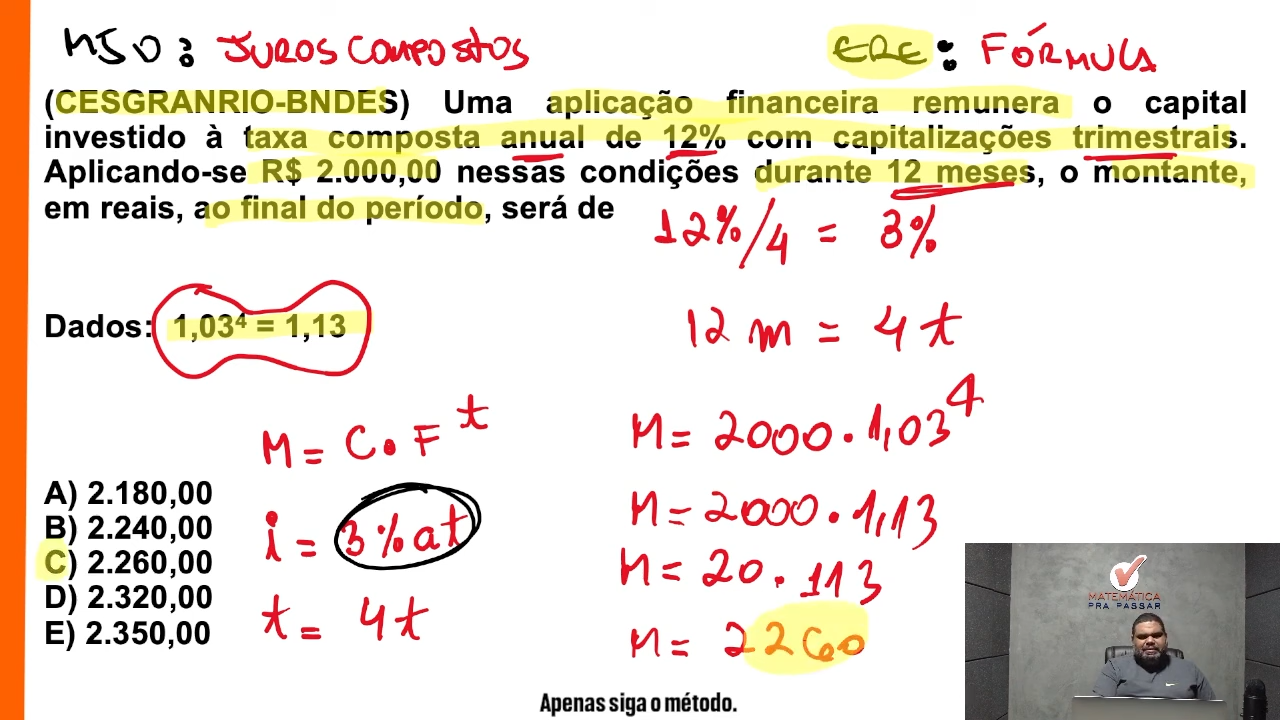 MJO: JUROS COMPOSTOS
CRE: FÓRMULA
(CESGRANRIO-BNDES) Uma aplicação financeira remunera o capital
investido à taxa composta anual de 12% com capitalizações trimestrais.
Aplicando-se R$ 2.000,00 nessas condições durante 12 meses, o montante,
em reais, ao final do período, será de
12%/4 = 3%
Dados: 1,03⁴ = 1,13
12 m = 4t
M = C.F^t
M = 2000.1,03⁴
A) 2.180,00
B) 2.240,00
C) 2.260,00
D) 2.320,00
E) 2.350,00
i = 3% at
t = 4t
M = 2000.1,13
M = 20.113
M = 2260
MATEMÁTICA
PRA PASSAR
Apenas siga o método.